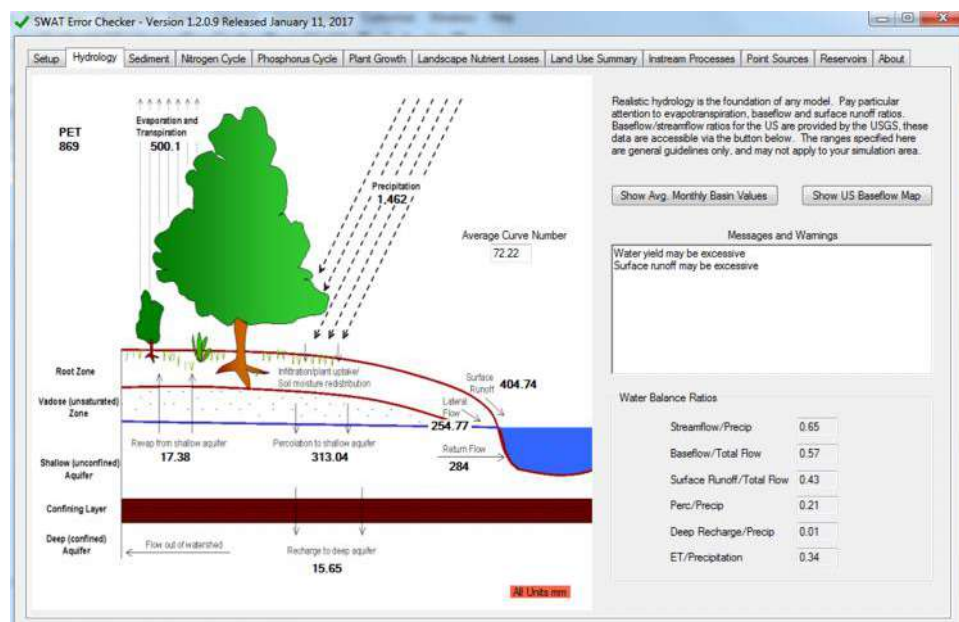 SWAT Error Checker - Version 1.2.0.9 Released January 11, 2017
Setup Hydrology Sediment Nitrogen Cycle Phosphorus Cycle Plant Growth Landscape Nutrient Losses Land Use Summary Instream Processes Point Sources Reservoirs About
PET
869
Evaporation and
Transpiration
500.1
Precipitation
1,462
Average Curve Number
72.22
Root Zone
Infiltration/plant uptake/
Soil moisture redistribution
Surface
Runoff
404.74
Vadose (unsaturated)
Zone
Lateral
Flow
254.77
Revap from shallow aquifer
17.38
Percolation to shallow aquifer
313.04
Return Flow
284
Shallow (unconfined)
Aquifer
Confining Layer
Deep (confined)
Aquifer
Flow out of watershed
Recharge to deep aquifer
15.65
All Units mm
Realistic hydrology is the foundation of any model. Pay particular
attention to evapotranspiration, baseflow and surface runoff ratios.
Baseflow/streamflow ratios for the US are provided by the USGS, these
data are accessible via the button below. The ranges specified here
are general guidelines only, and may not apply to your simulation area.
Show Avg. Monthly Basin Values
Show US Baseflow Map
Messages and Warnings
Water yield may be excessive
Surface runoff may be excessive
Water Balance Ratios
Streamflow/Precip 0.65
Baseflow/Total Flow 0.57
Surface Runoff/Total Flow 0.43
Perc/Precip 0.21
Deep Recharge/Precip 0.01
ET/Precipitation 0.34